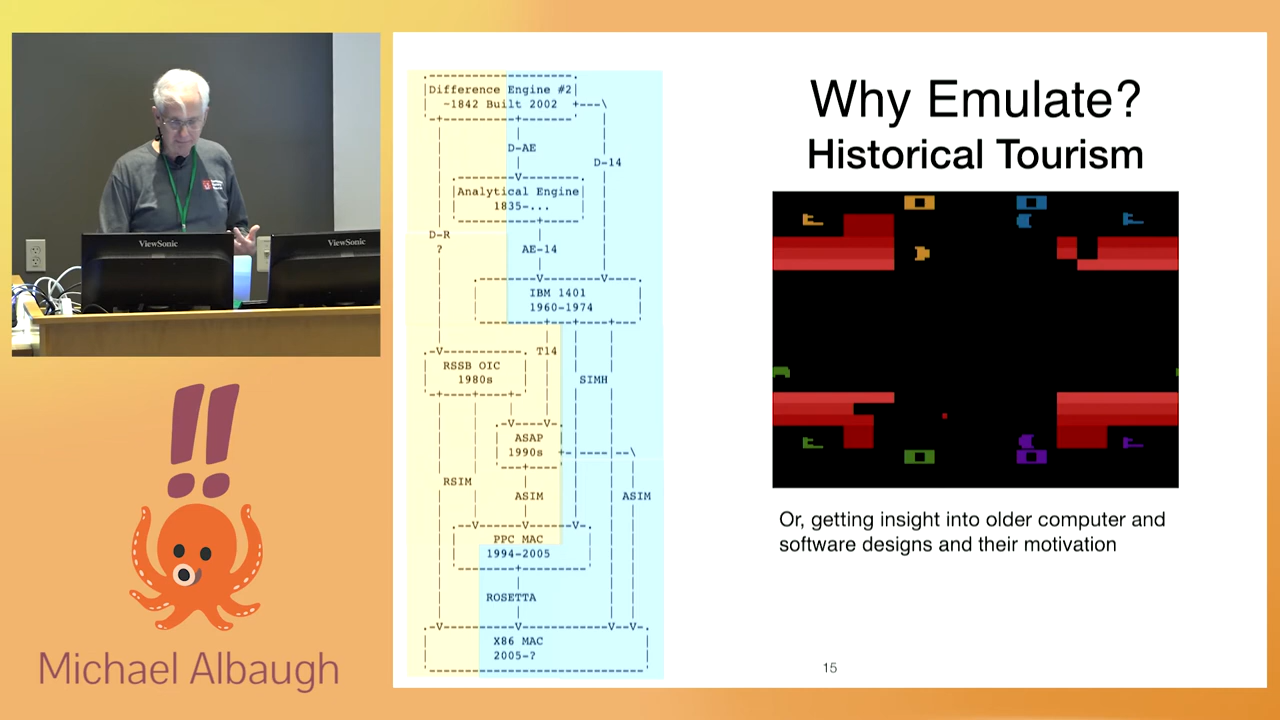 ViewSonic
ViewSonic
!!
Michael Albaugh
Difference Engine #2
~1842 Built 2002
D-AE
D-14
Analytical Engine
1835-...
D-R
?
AE-14
IBM 1401
1960-1974
T14
RSSB OIC
1980s
SIMH
ASAP
1990s
RSIM
ASIM
ASIM
PPC MAC
1994-2005
ROSETTA
X86 MAC
2005-?
Why Emulate?
Historical Tourism
Or, getting insight into older computer and
software designs and their motivation
15